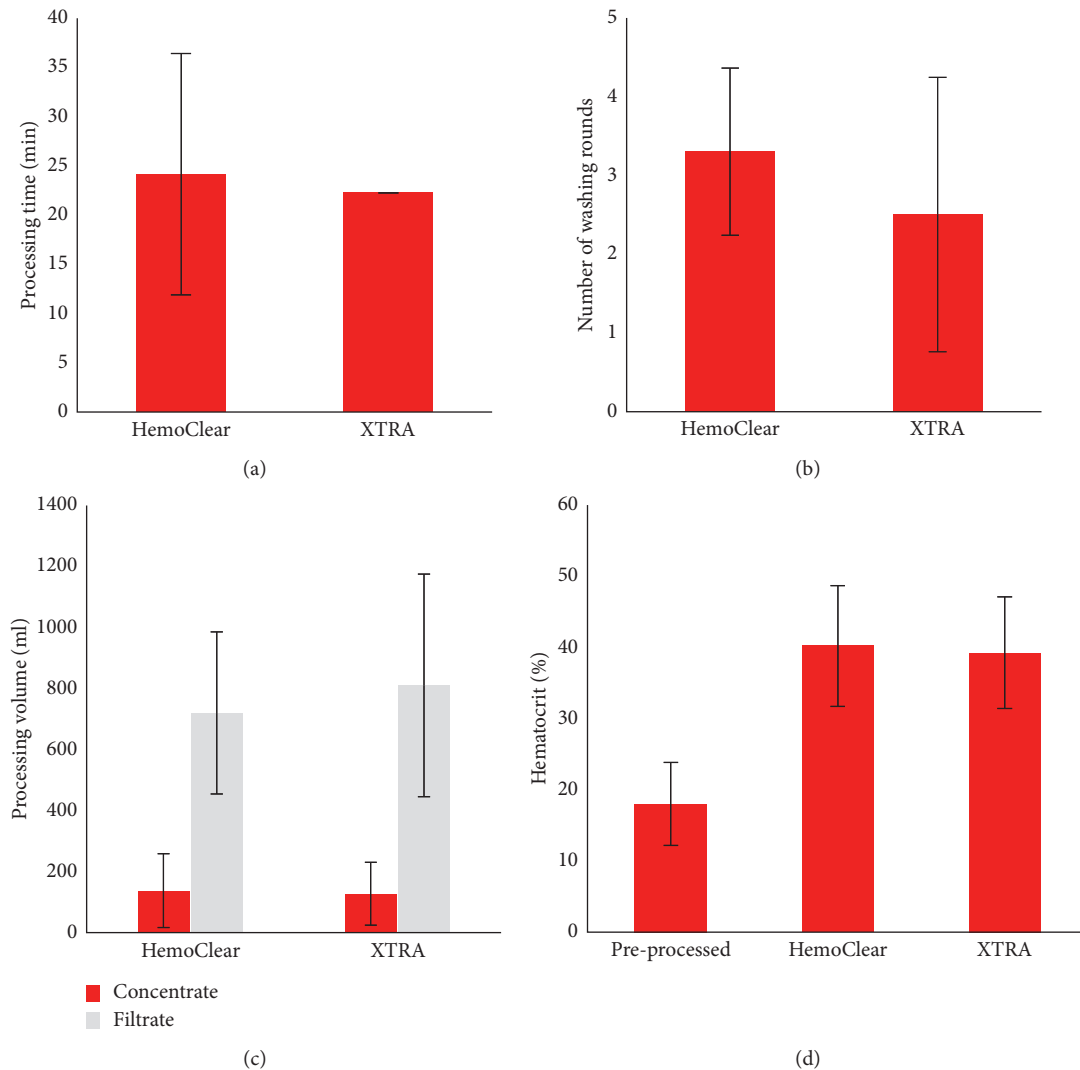 Processing time (min)
40
35
30
25
20
15
10
5
0
HemoClear XTRA
(a)
Number of washing rounds
5
4
3
2
1
0
HemoClear XTRA
(b)
Processing volume (ml)
1400
1200
1000
800
600
400
200
0
HemoClear XTRA
Concentrate
Filtrate
(c)
Hematocrit (%)
60
50
40
30
20
10
0
Pre-processed HemoClear XTRA
(d)